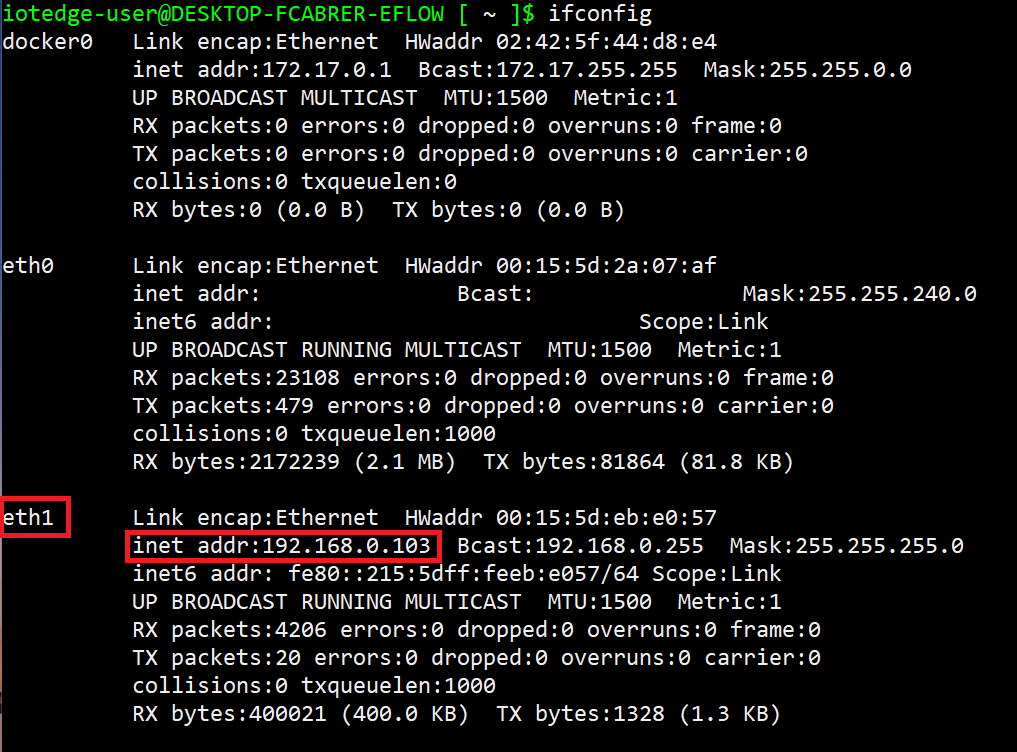 iotedge-user@DESKTOP-FCABRER-EFLOW [ ~ ]$ ifconfig
docker0 Link encap:Ethernet HWaddr 02:42:5f:44:d8:e4
inet addr:172.17.0.1 Bcast:172.17.255.255 Mask:255.255.0.0
UP BROADCAST MULTICAST MTU:1500 Metric:1
RX packets:0 errors:0 dropped:0 overruns:0 frame:0
TX packets:0 errors:0 dropped:0 overruns:0 carrier:0
collisions:0 txqueuelen:0
RX bytes:0 (0.0 B) TX bytes:0 (0.0 B)
eth0 Link encap:Ethernet HWaddr 00:15:5d:2a:07:af
inet addr: Bcast: Mask:255.255.240.0
inet6 addr: Scope:Link
UP BROADCAST RUNNING MULTICAST MTU:1500 Metric:1
RX packets:23108 errors:0 dropped:0 overruns:0 frame:0
TX packets:479 errors:0 dropped:0 overruns:0 carrier:0
collisions:0 txqueuelen:1000
RX bytes:2172239 (2.1 MB) TX bytes:81864 (81.8 KB)
eth1 Link encap:Ethernet HWaddr 00:15:5d:eb:e0:57
inet addr:192.168.0.103 Bcast:192.168.0.255 Mask:255.255.255.0
inet6 addr: fe80::215:5dff:feeb:e057/64 Scope:Link
UP BROADCAST RUNNING MULTICAST MTU:1500 Metric:1
RX packets:4206 errors:0 dropped:0 overruns:0 frame:0
TX packets:20 errors:0 dropped:0 overruns:0 carrier:0
collisions:0 txqueuelen:1000
RX bytes:400021 (400.0 KB) TX bytes:1328 (1.3 KB)